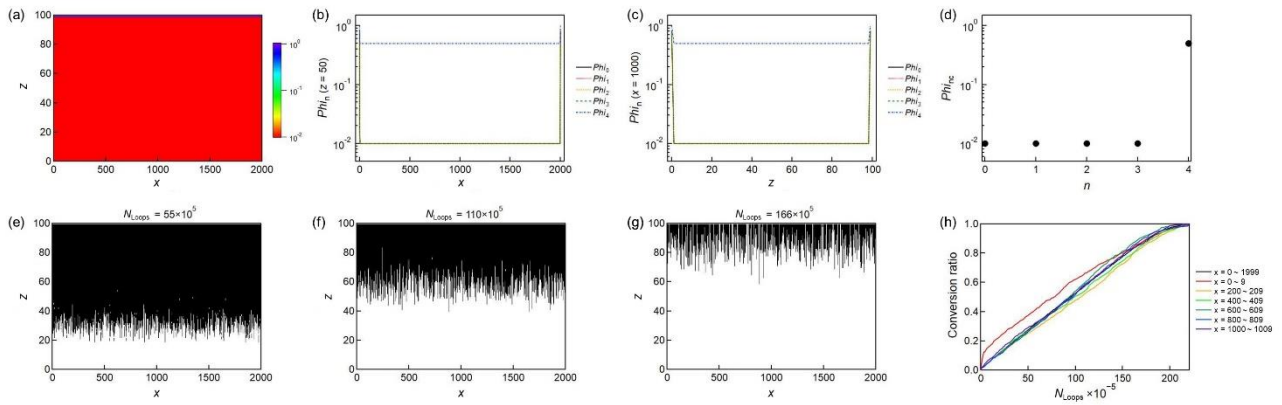 (a)
100
80
60
40
20
0
z
0 1000 500 1500 2000
x
10^0
10^-1
10^-2
(b)
10^0
10^-1
10^-2
Phi_n (z = 50)
0 500 1000 1500 2000
x
Phi_0
Phi_1
Phi_2
Phi_3
Phi_4
(c)
10^0
10^-1
10^-2
Phi_n (x = 1000)
0 20 40 60 80 100
z
Phi_0
Phi_1
Phi_2
Phi_3
Phi_4
(d)
10^0
10^-1
10^-2
Phi_nc
0 1 2 3 4
n
(e)
N_Loops = 55×10^5
100
80
60
40
20
0
z
0 500 1000 1500 2000
x
(f)
N_Loops = 110×10^5
100
80
60
40
20
0
z
0 500 1000 1500 2000
x
(g)
N_Loops = 166×10^5
100
80
60
40
20
0
z
0 500 1000 1500 2000
x
(h)
1.0
0.8
0.6
0.4
0.2
0.0
Conversion ratio
0 50 100 150 200
N_Loops ×10^-5
x = 0 ~ 1999
x = 0 ~ 9
x = 200 ~ 209
x = 400 ~ 409
x = 600 ~ 609
x = 800 ~ 809
x = 1000 ~ 1009